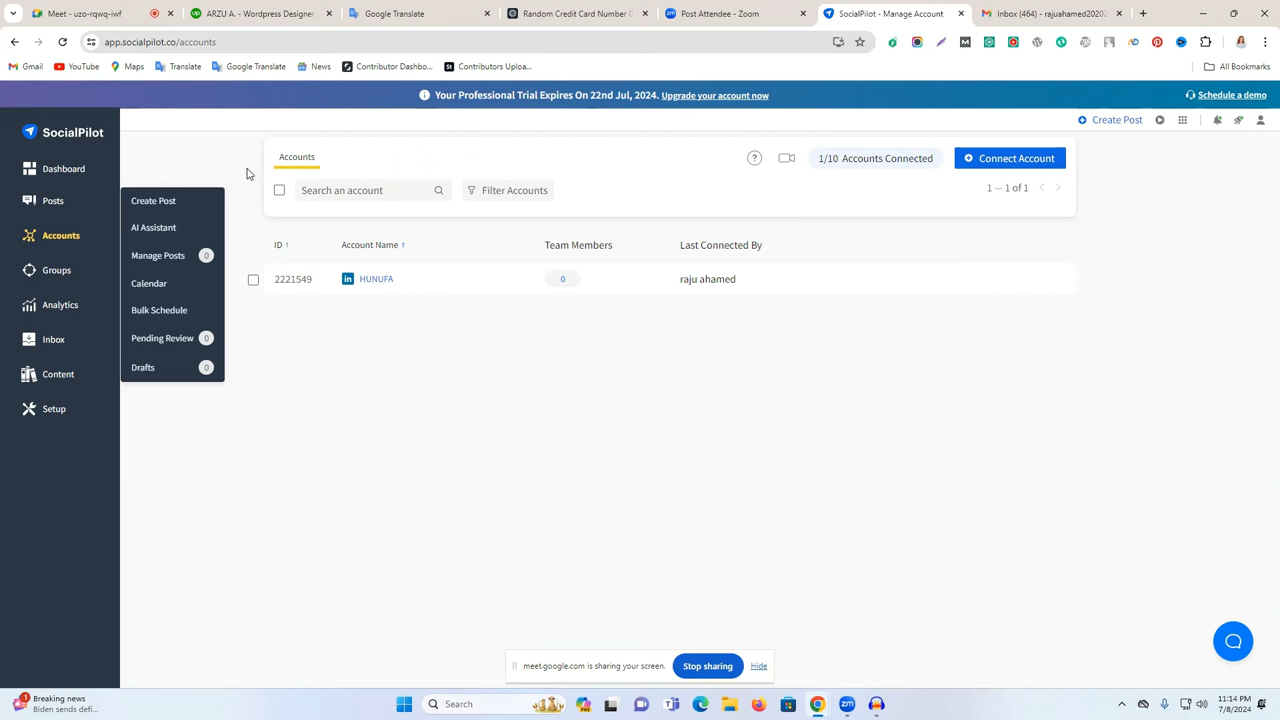 Meet - uzo-rqwq-iwf
ARZU A. - Wordpress Designer
Google Translate
Random Credit Card Number G
Post Attendee - Zoom
SocialPilot - Manage Account
Inbox (464) - rajuahamed2020
app.socialpilot.co/accounts
Gmail
YouTube
Maps
Translate
Google Translate
News
Contributor Dashbo...
Contributors Uploa...
All Bookmarks
Your Professional Trial Expires On 22nd Jul, 2024. Upgrade your account now
Schedule a demo
SocialPilot
Create Post
Dashboard
Posts
Accounts
Groups
Analytics
Inbox
Content
Setup
Create Post
AI Assistant
Manage Posts 0
Calendar
Bulk Schedule
Pending Review 0
Drafts 0
Accounts
? 1/10 Accounts Connected
Connect Account
Search an account
Filter Accounts
1 — 1 of 1
ID ↑ Account Name ↑ Team Members Last Connected By
2221549 in HUNUFA 0 raju ahamed
meet.google.com is sharing your screen. Stop sharing Hide
1
Breaking news
Biden sends defi...
Search
11:14 PM
7/8/2024